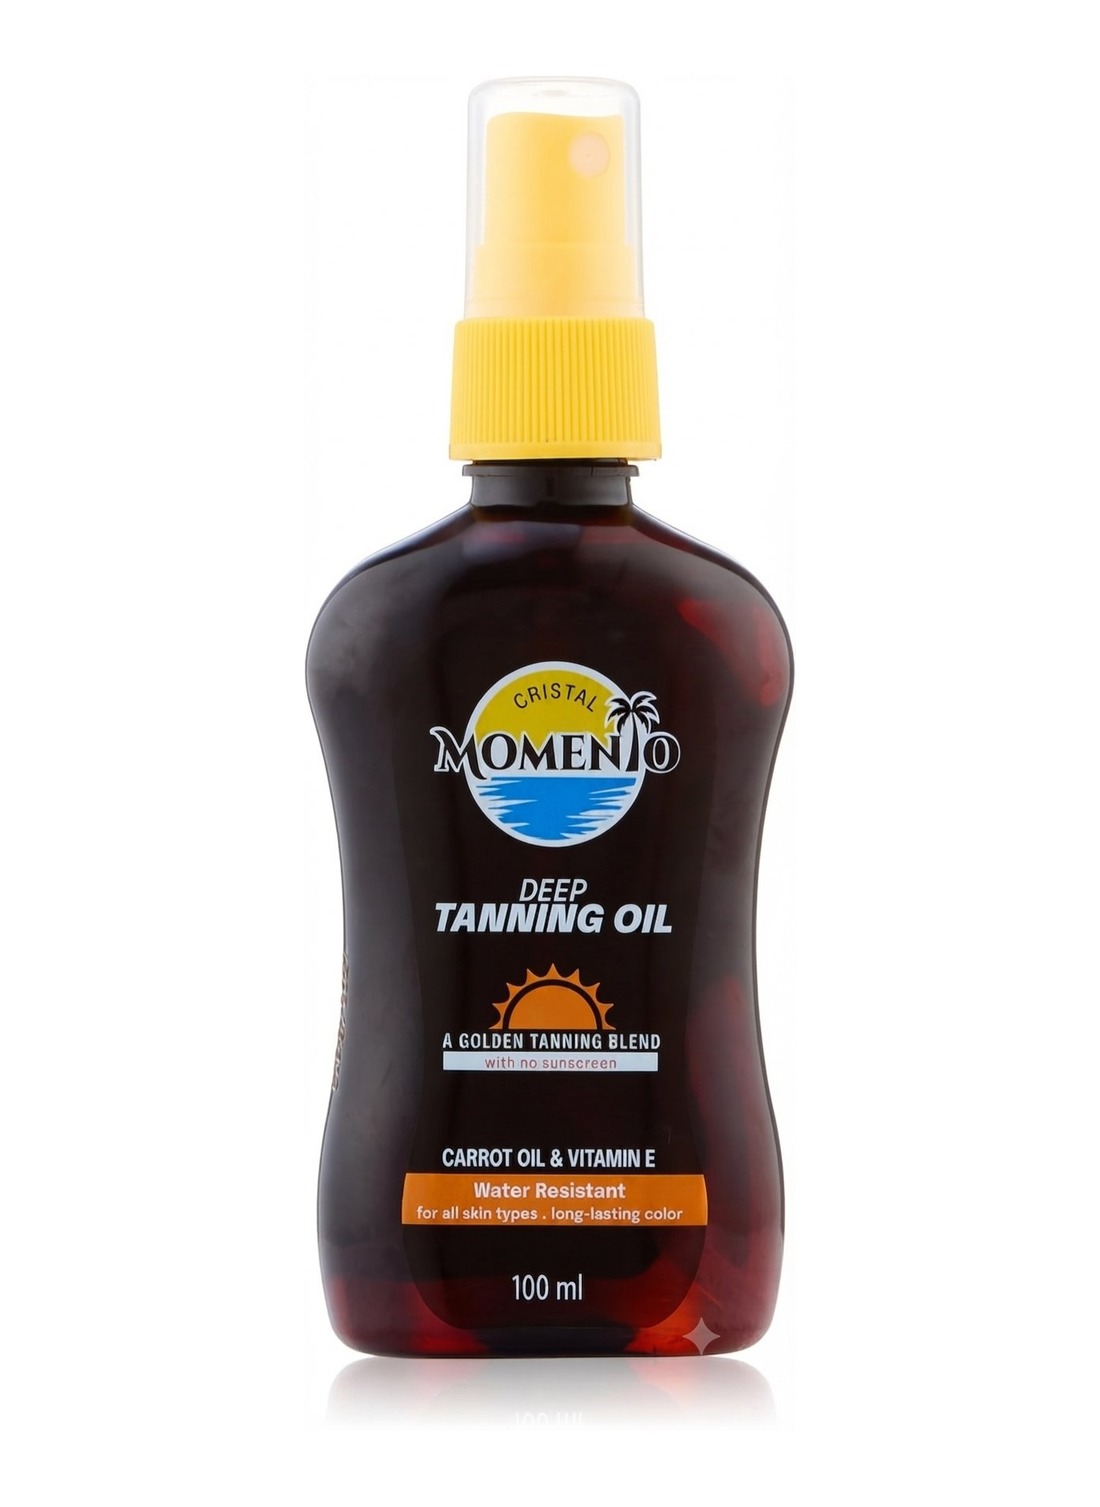 CRISTAL
MOMENTO
DEEP
TANNING OIL
A GOLDEN TANNING BLEND
with no sunscreen
CARROT OIL & VITAMIN E
Water Resistant
for all skin types . long-lasting color
100 ml